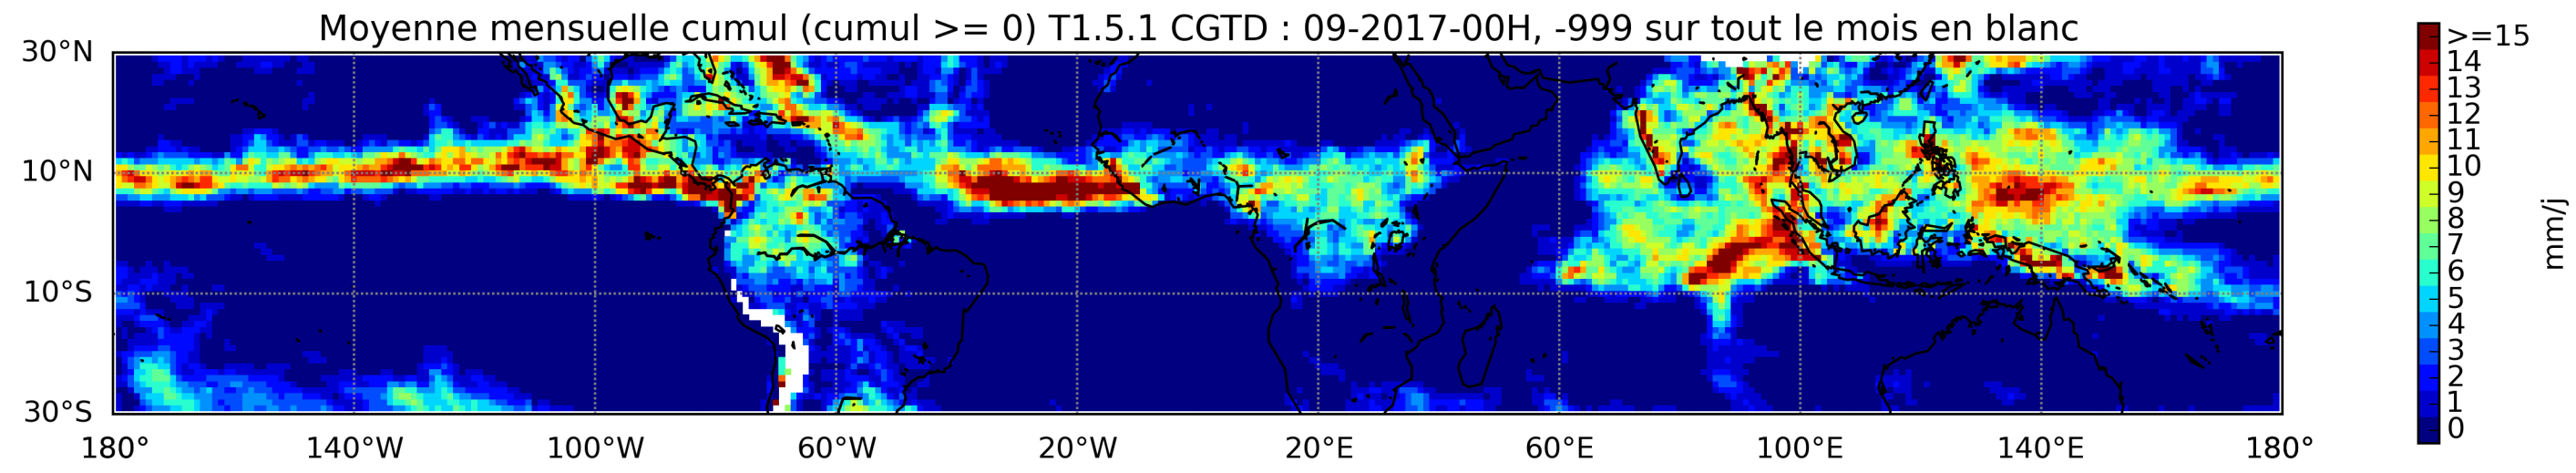 Moyenne mensuelle cumul (cumul >= 0) T1.5.1 CGTD : 09-2017-00H, -999 sur tout le mois en blanc
30°N
10°N
10°S
30°S
180° 140°W 100°W 60°W 20°W 20°E 60°E 100°E 140°E 180°
>=15
14
13
12
11
10
9
8
7
6
5
4
3
2
1
0
mm/j